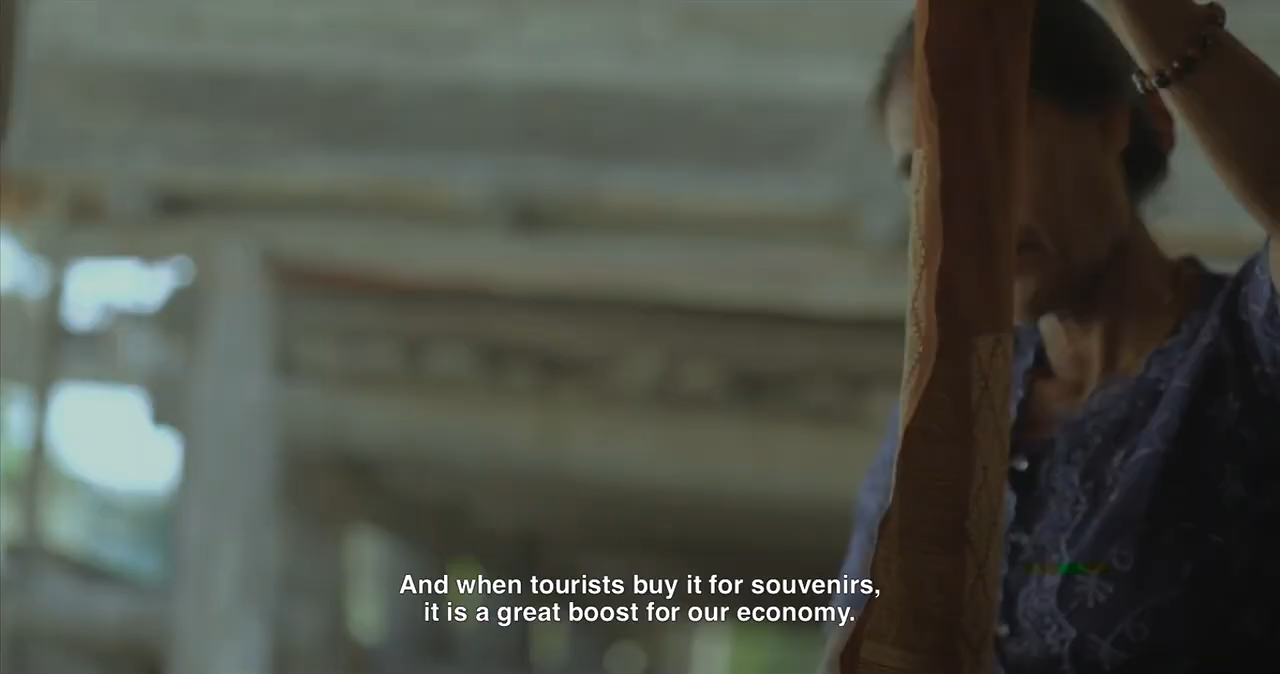 And when tourists buy it for souvenirs,
it is a great boost for our economy.